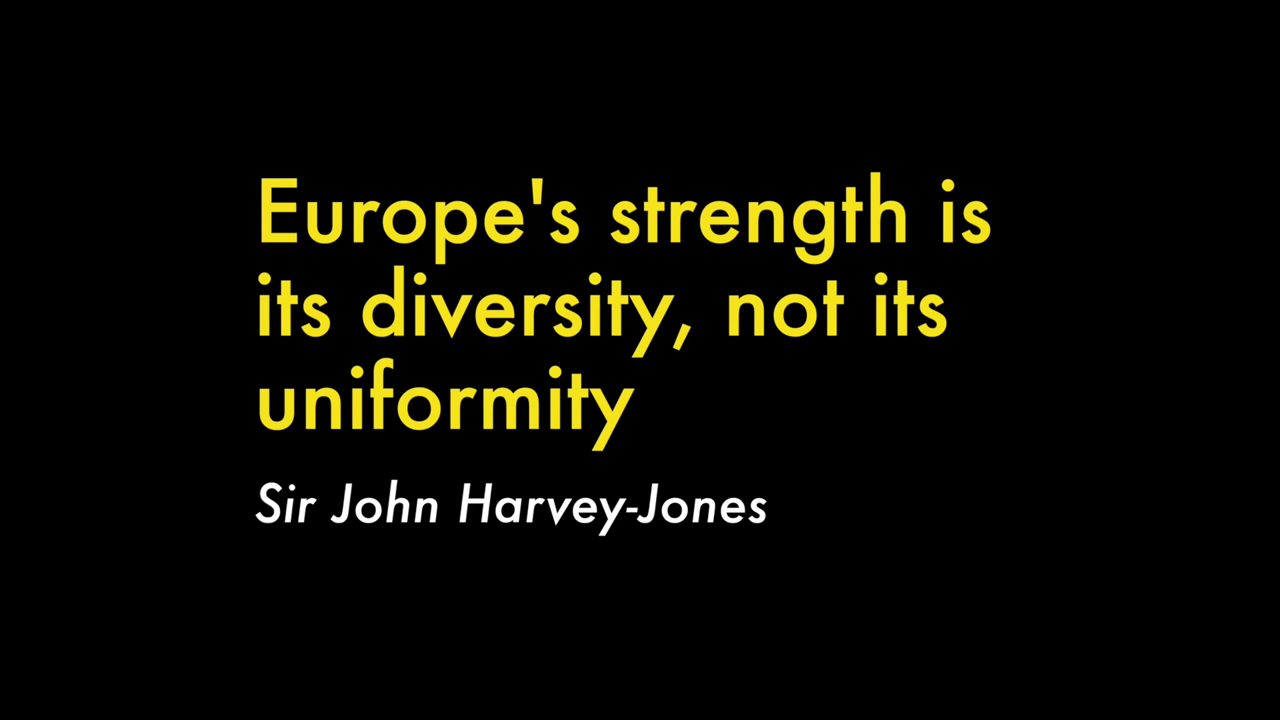 Europe's strength is
its diversity, not its
uniformity
Sir John Harvey-Jones